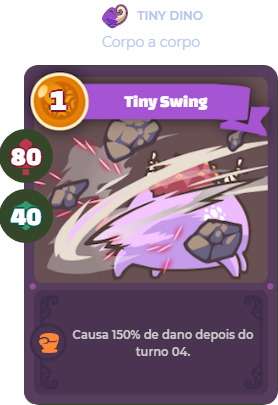 TINY DINO
Corpo a corpo
1
Tiny Swing
80
40
Causa 150% de dano depois do
turno 04.